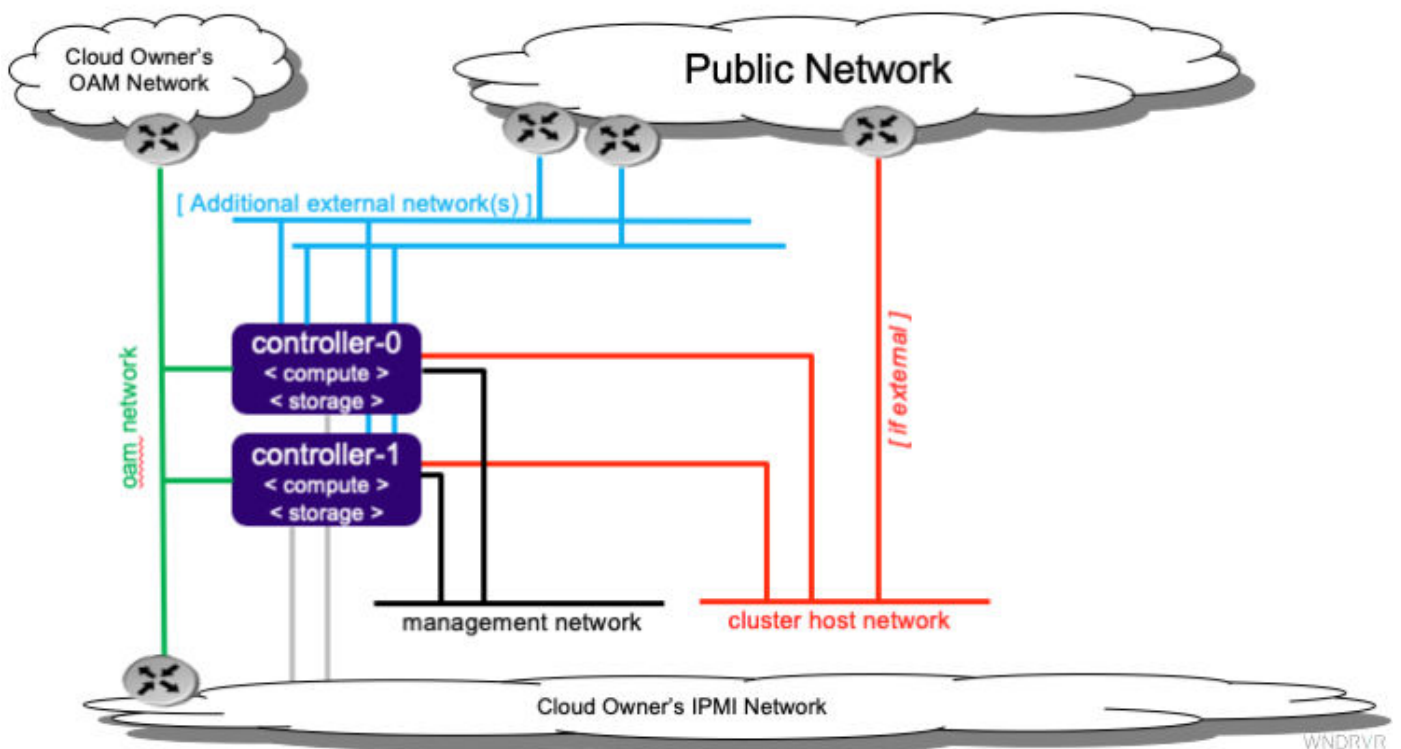 Cloud Owner's
OAM Network
Public Network
[ Additional external network(s) ]
oam network
controller-0
< compute >
< storage >
controller-1
< compute >
< storage >
[ if external ]
management network
cluster host network
Cloud Owner's IPMI Network
WNDRVR